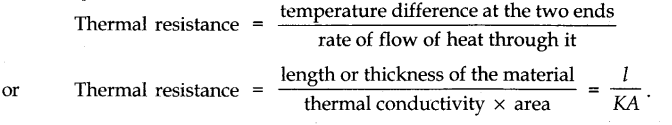 Thermal resistance = temperature difference at the two ends / rate of flow of heat through it
or Thermal resistance = length or thickness of the material / thermal conductivity × area = l / KA .